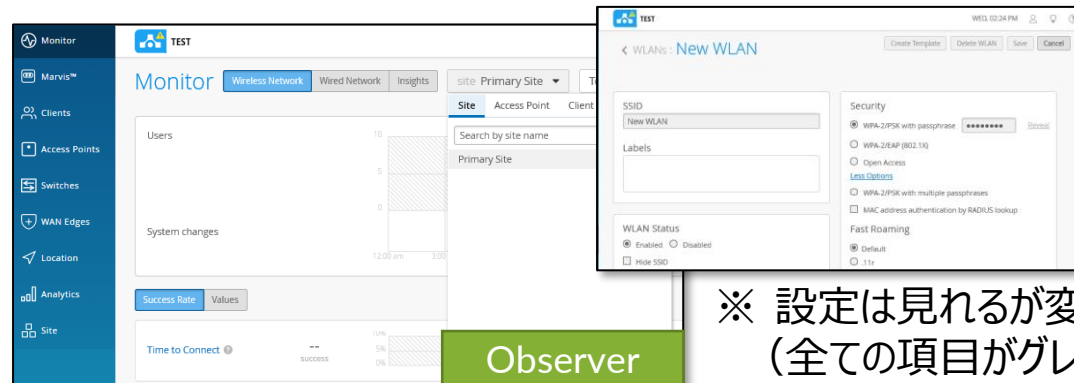 Monitor
Marvis™
Clients
Access Points
Switches
WAN Edges
Location
Analytics
Site
TEST
Monitor
Wireless Network
Wired Network
Insights
site Primary Site
Site
Access Point
Client
Search by site name
Primary Site
Users
10
5
0
System changes
12:00 am
3:00
Success Rate
Values
Time to Connect
--
success
10%
5%
0%
Observer
TEST
WED, 02:24 PM
< WLANs : New WLAN
Create Template
Delete WLAN
Save
Cancel
SSID
New WLAN
Labels
WLAN Status
Enabled
Disabled
Hide SSID
Security
WPA-2/PSK with passphrase
Reveal
WPA-2/EAP (802.1X)
Open Access
Less Options
WPA-2/PSK with multiple passphrases
MAC address authentication by RADIUS lookup
Fast Roaming
Default
.11r
※ 設定は見れるが変
（全ての項目がグレ